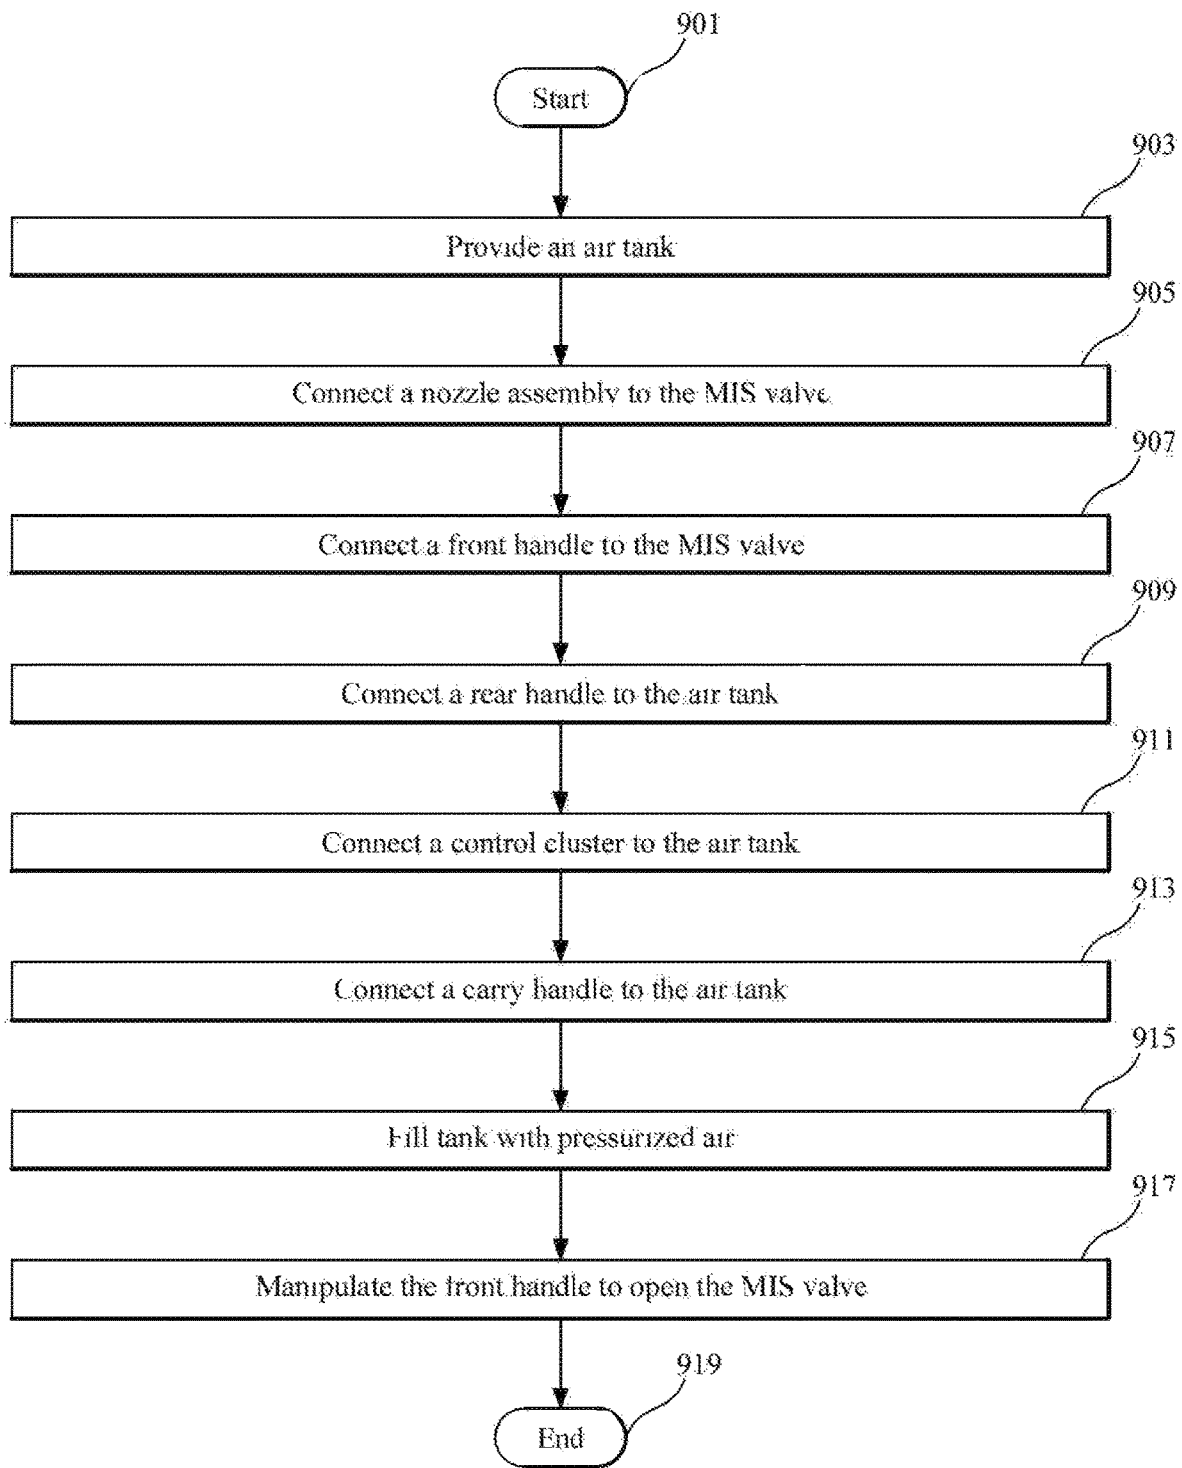 901
Start
903
Provide an air tank
905
Connect a nozzle assembly to the MIS valve
907
Connect a front handle to the MIS valve
909
Connect a rear handle to the air tank
911
Connect a control cluster to the air tank
913
Connect a carry handle to the air tank
915
Fill tank with pressurized air
917
Manipulate the front handle to open the MIS valve
919
End